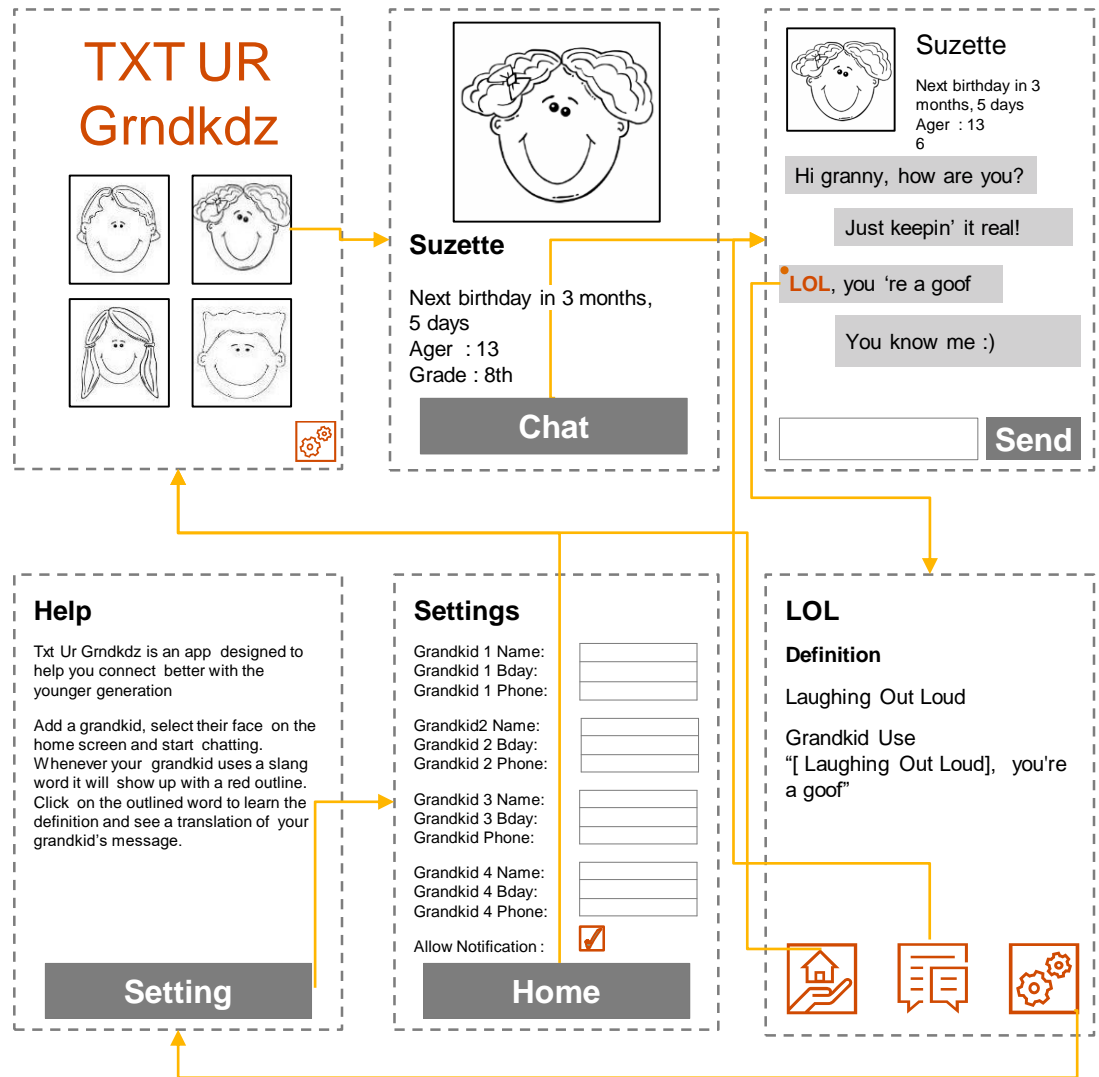 TXT UR
Grndkdz
Suzette
Next birthday in 3 months,
5 days
Ager : 13
Grade : 8th
Chat
Suzette
Next birthday in 3
months, 5 days
Ager : 13
6
Hi granny, how are you?
Just keepin’ it real!
LOL, you ‘re a goof
You know me :)
Send
Help
Txt Ur Grndkdz is an app designed to
help you connect better with the
younger generation
Add a grandkid, select their face on the
home screen and start chatting.
Whenever your grandkid uses a slang
word it will show up with a red outline.
Click on the outlined word to learn the
definition and see a translation of your
grandkid’s message.
Setting
Settings
Grandkid 1 Name:
Grandkid 1 Bday:
Grandkid 1 Phone:
Grandkid2 Name:
Grandkid 2 Bday:
Grandkid 2 Phone:
Grandkid 3 Name:
Grandkid 3 Bday:
Grandkid Phone:
Grandkid 4 Name:
Grandkid 4 Bday:
Grandkid 4 Phone:
Allow Notification :
Home
LOL
Definition
Laughing Out Loud
Grandkid Use
“[ Laughing Out Loud], you're
a goof”